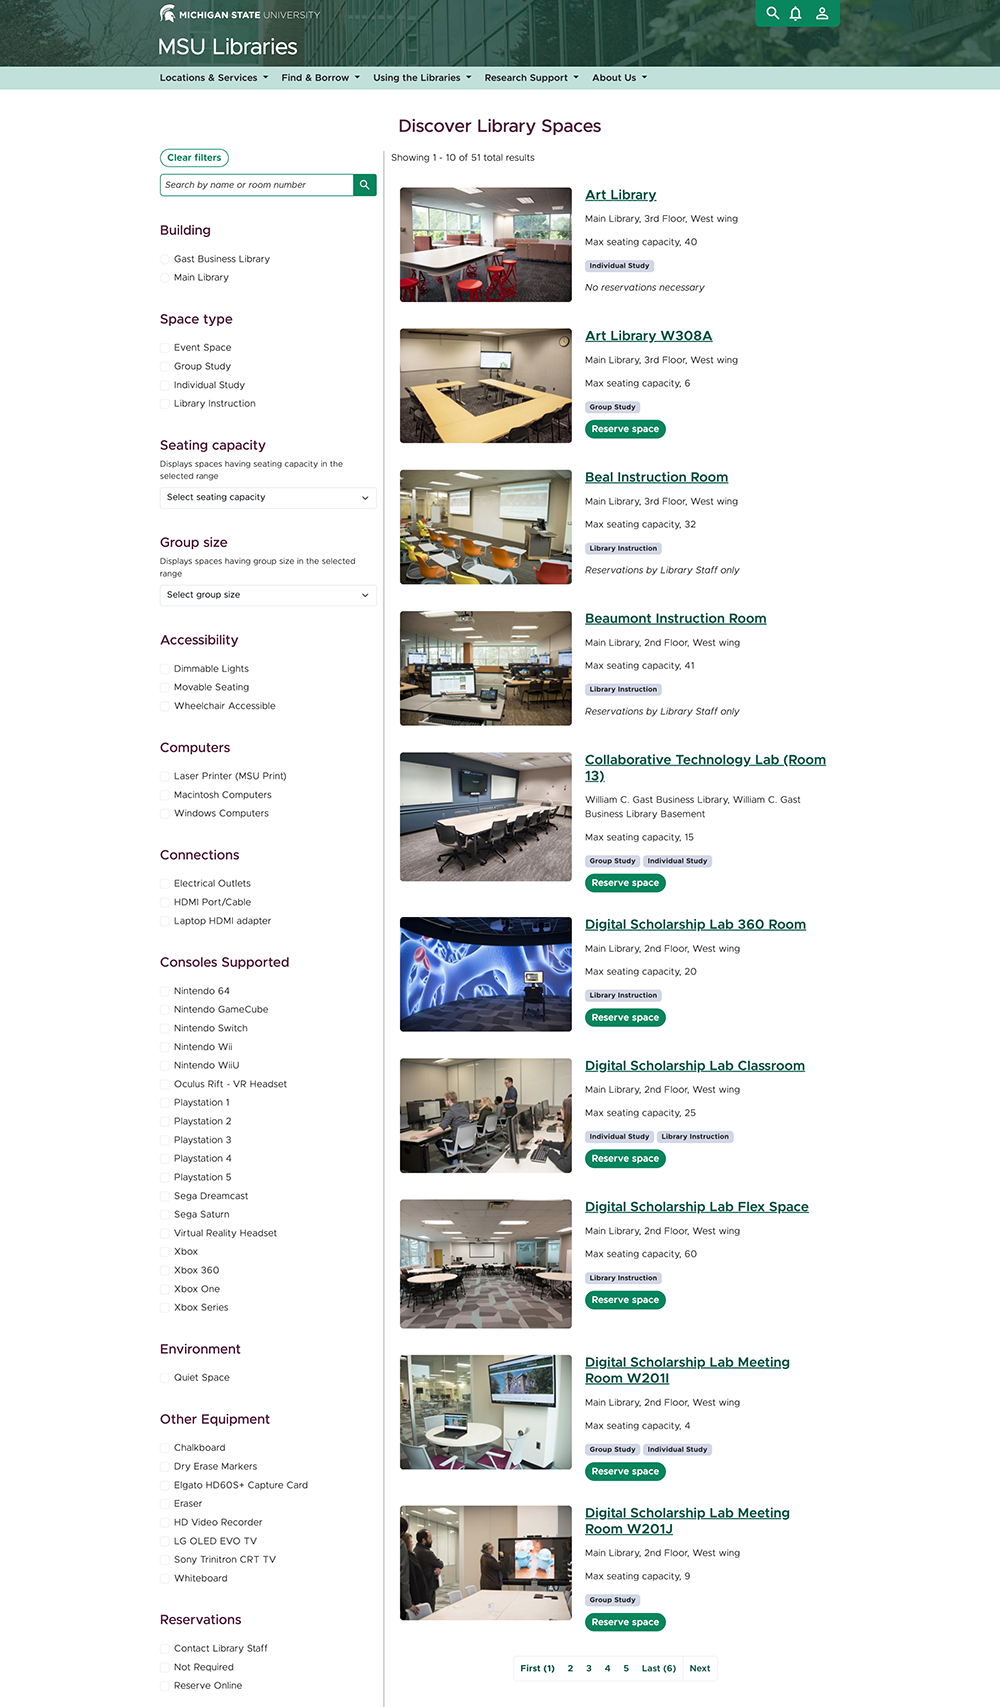 MICHIGAN STATE UNIVERSITY
MSU Libraries
Locations & Services
Find & Borrow
Using the Libraries
Research Support
About Us
Discover Library Spaces
Clear filters
Search by name or room number
Building
Gast Business Library
Main Library
Space type
Event Space
Group Study
Individual Study
Library Instruction
Seating capacity
Displays spaces having seating capacity in the
selected range
Select seating capacity
Group size
Displays spaces having group size in the selected
range
Select group size
Accessibility
Dimmable Lights
Movable Seating
Wheelchair Accessible
Computers
Laser Printer (MSU Print)
Macintosh Computers
Windows Computers
Connections
Electrical Outlets
HDMI Port/Cable
Laptop HDMI adapter
Consoles Supported
Nintendo 64
Nintendo GameCube
Nintendo Switch
Nintendo Wii
Nintendo WiiU
Oculus Rift - VR Headset
Playstation 1
Playstation 2
Playstation 3
Playstation 4
Playstation 5
Sega Dreamcast
Sega Saturn
Virtual Reality Headset
Xbox
Xbox 360
Xbox One
Xbox Series
Environment
Quiet Space
Other Equipment
Chalkboard
Dry Erase Markers
Elgato HD60S+ Capture Card
Eraser
HD Video Recorder
LG OLED EVO TV
Sony Trinitron CRT TV
Whiteboard
Reservations
Contact Library Staff
Not Required
Reserve Online
Showing 1 - 10 of 51 total results
Art Library
Main Library, 3rd Floor, West wing
Max seating capacity, 40
Individual Study
No reservations necessary
Art Library W308A
Main Library, 3rd Floor, West wing
Max seating capacity, 6
Group Study
Reserve space
Beal Instruction Room
Main Library, 3rd Floor, West wing
Max seating capacity, 32
Library Instruction
Reservations by Library Staff only
Beaumont Instruction Room
Main Library, 2nd Floor, West wing
Max seating capacity, 41
Library Instruction
Reservations by Library Staff only
Collaborative Technology Lab (Room
13)
William C. Gast Business Library, William C. Gast
Business Library Basement
Max seating capacity, 15
Group Study Individual Study
Reserve space
Digital Scholarship Lab 360 Room
Main Library, 2nd Floor, West wing
Max seating capacity, 20
Library Instruction
Reserve space
Digital Scholarship Lab Classroom
Main Library, 2nd Floor, West wing
Max seating capacity, 25
Individual Study Library Instruction
Reserve space
Digital Scholarship Lab Flex Space
Main Library, 2nd Floor, West wing
Max seating capacity, 60
Library Instruction
Reserve space
Digital Scholarship Lab Meeting
Room W201I
Main Library, 2nd Floor, West wing
Max seating capacity, 4
Group Study Individual Study
Reserve space
Digital Scholarship Lab Meeting
Room W201J
Main Library, 2nd Floor, West wing
Max seating capacity, 9
Group Study
Reserve space
First (1) 2 3 4 5 Last (6) Next